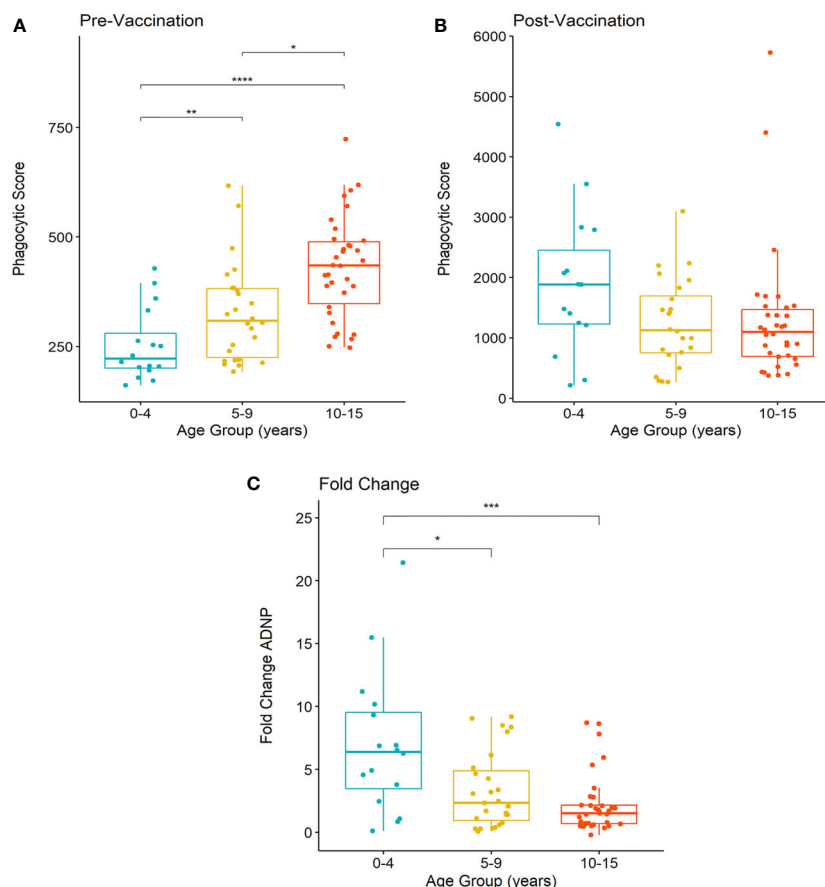 A
Pre-Vaccination
*
****
**
750
500
250
Phagocytic Score
0-4
5-9
10-15
Age Group (years)
B
Post-Vaccination
6000
5000
4000
3000
2000
1000
0
Phagocytic Score
0-4
5-9
10-15
Age Group (years)
C
Fold Change
***
*
25
20
15
10
5
0
Fold Change ADNP
0-4
5-9
10-15
Age Group (years)